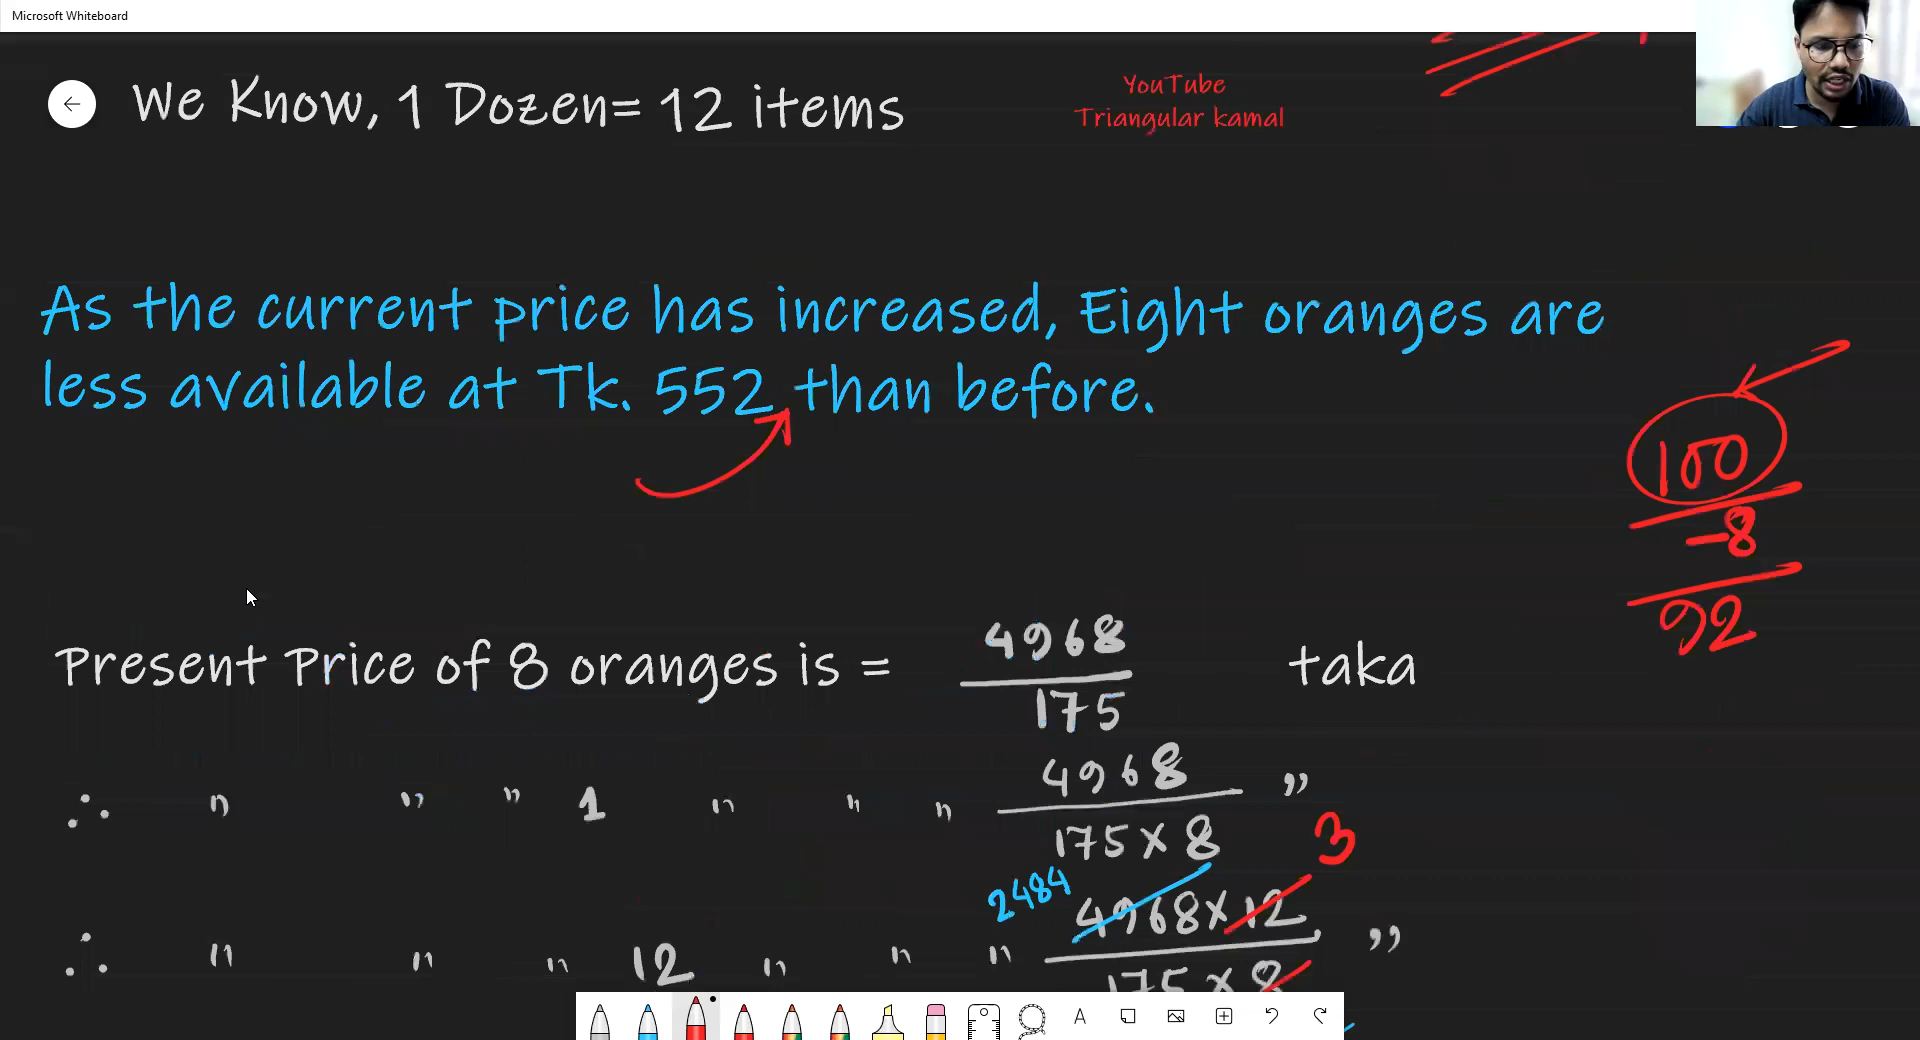 Microsoft Whiteboard
We Know, 1 Dozen= 12 items
YouTube
Triangular kamal
As the current price has increased, Eight oranges are
less available at Tk. 552 than before.
100
-8
92
Present Price of 8 oranges is = 4968/175 taka
∴ " " " 1 " " " 4968/175 × 8 "
3
2484
∴ " " " 12 " " " 4968 × 12/175 × 8 "
A